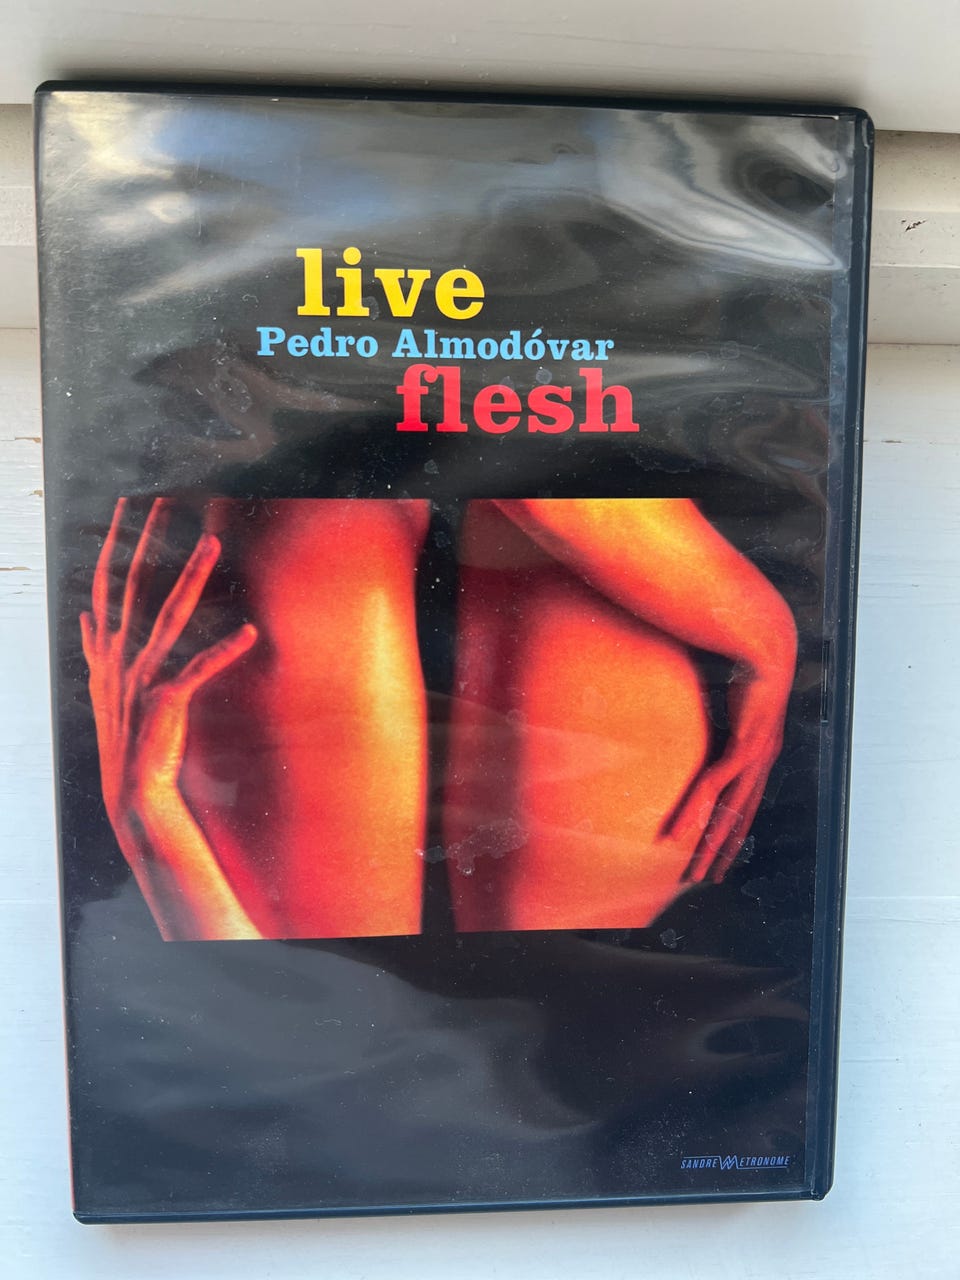 live
Pedro Almodóvar
flesh
SANDREW METRONOME